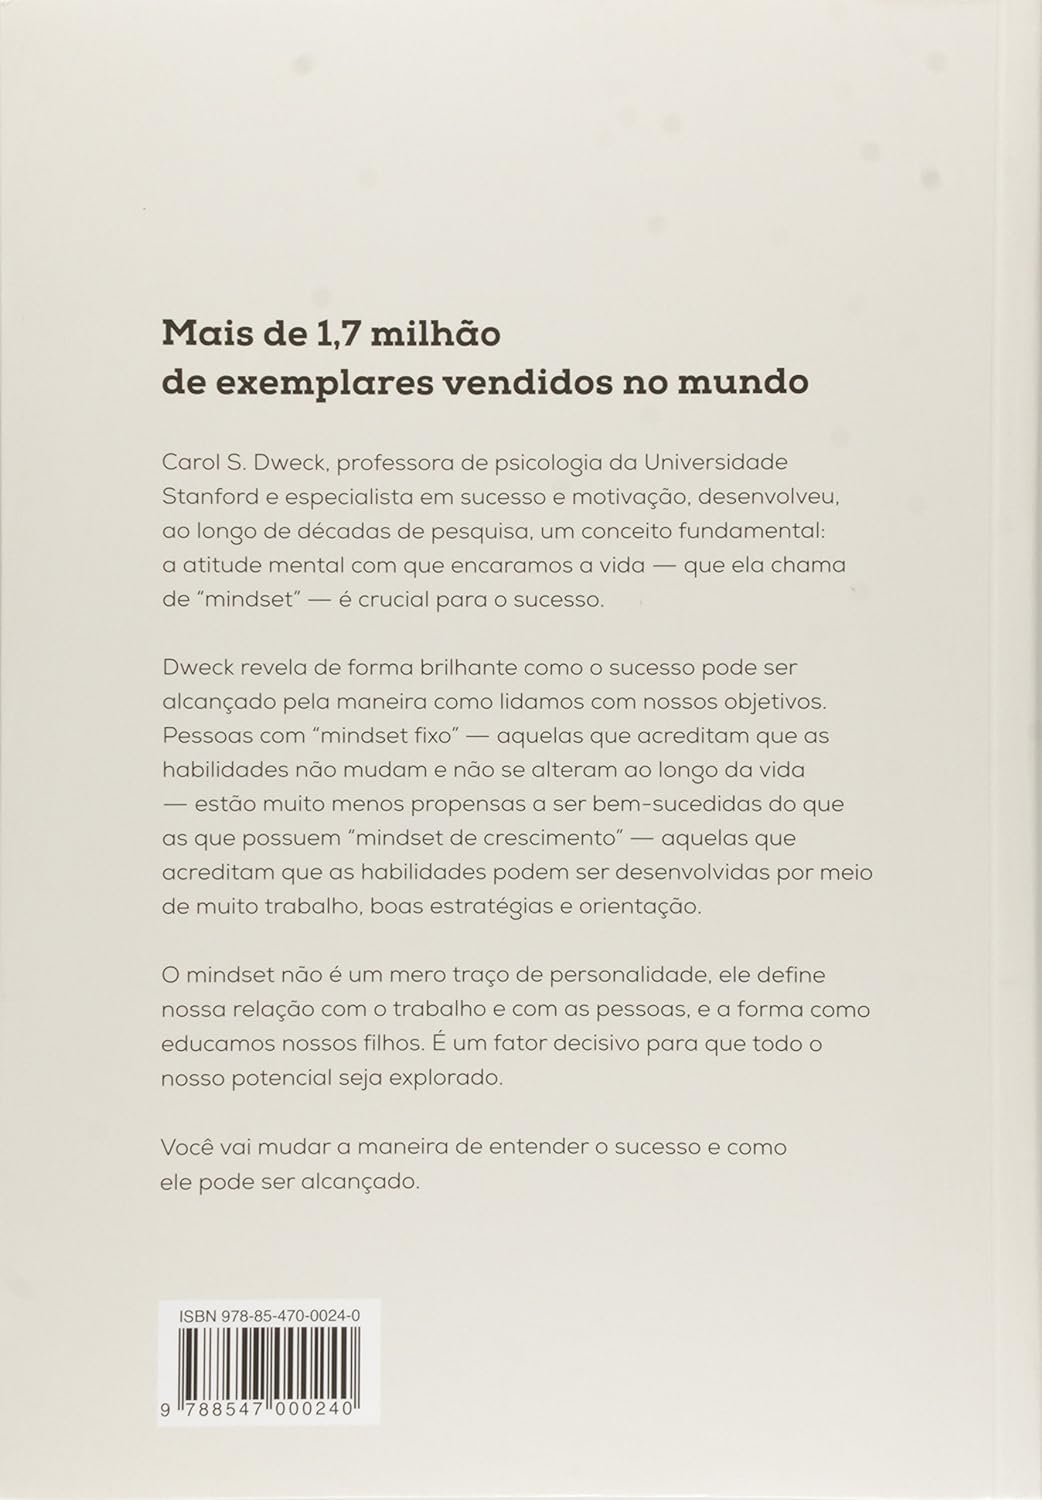 Mais de 1,7 milhão
de exemplares vendidos no mundo
Carol S. Dweck, professora de psicologia da Universidade
Stanford e especialista em sucesso e motivação, desenvolveu,
ao longo de décadas de pesquisa, um conceito fundamental:
a atitude mental com que encaramos a vida — que ela chama
de “mindset” — é crucial para o sucesso.
Dweck revela de forma brilhante como o sucesso pode ser
alcançado pela maneira como lidamos com nossos objetivos.
Pessoas com “mindset fixo” — aquelas que acreditam que as
habilidades não mudam e não se alteram ao longo da vida
— estão muito menos propensas a ser bem-sucedidas do que
as que possuem “mindset de crescimento” — aquelas que
acreditam que as habilidades podem ser desenvolvidas por meio
de muito trabalho, boas estratégias e orientação.
O mindset não é um mero traço de personalidade, ele define
nossa relação com o trabalho e com as pessoas, e a forma como
educamos nossos filhos. É um fator decisivo para que todo o
nosso potencial seja explorado.
Você vai mudar a maneira de entender o sucesso e como
ele pode ser alcançado.
ISBN 978-85-470-0024-0
9 788547 000240